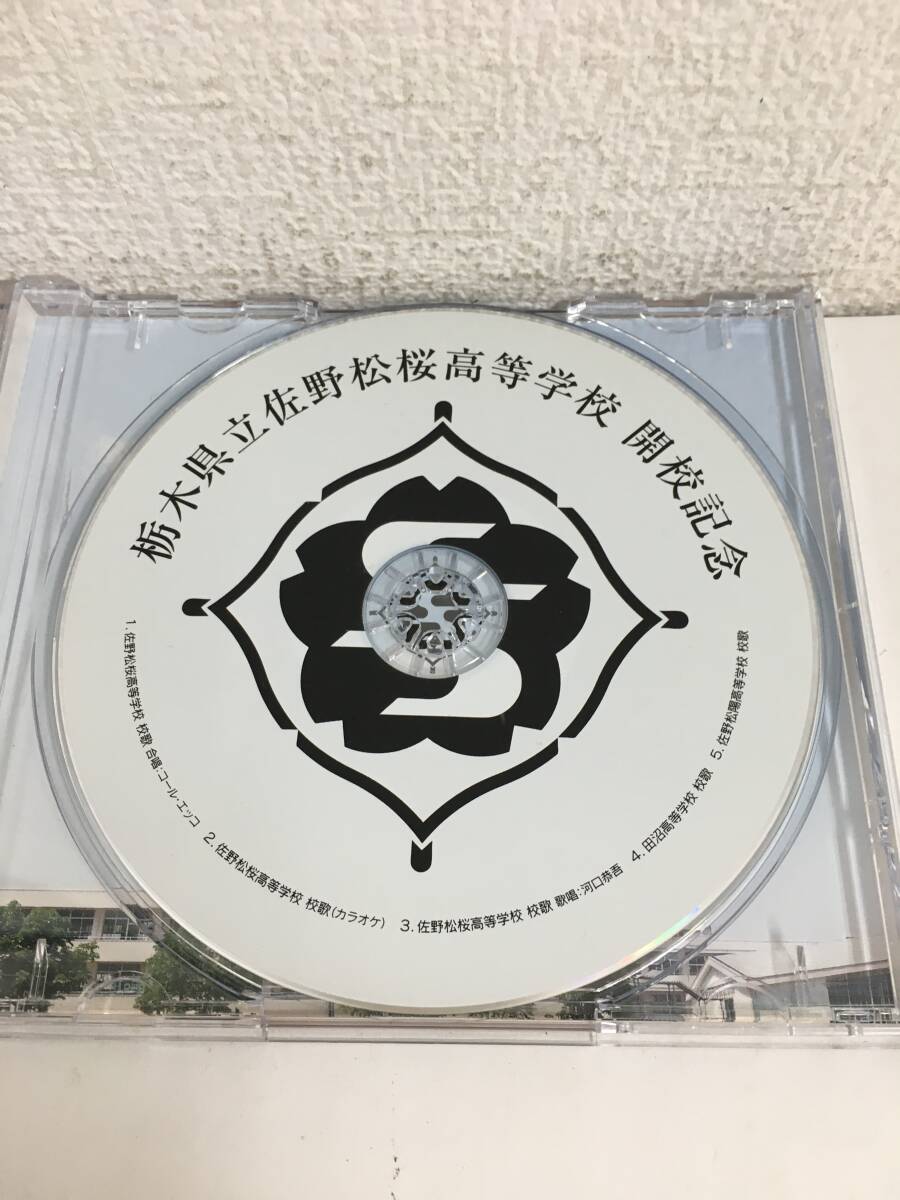 栃木県立佐野松桜高等学校 開校記念
1. 佐野松桜高等学校 校歌 合唱:コール・エッコ 2. 佐野松桜高等学校 校歌(カラオケ) 3. 佐野松桜高等学校 校歌 歌唱:河口恭吾 4. 田沼高等学校 校歌 5. 佐野松陽高等学校 校歌